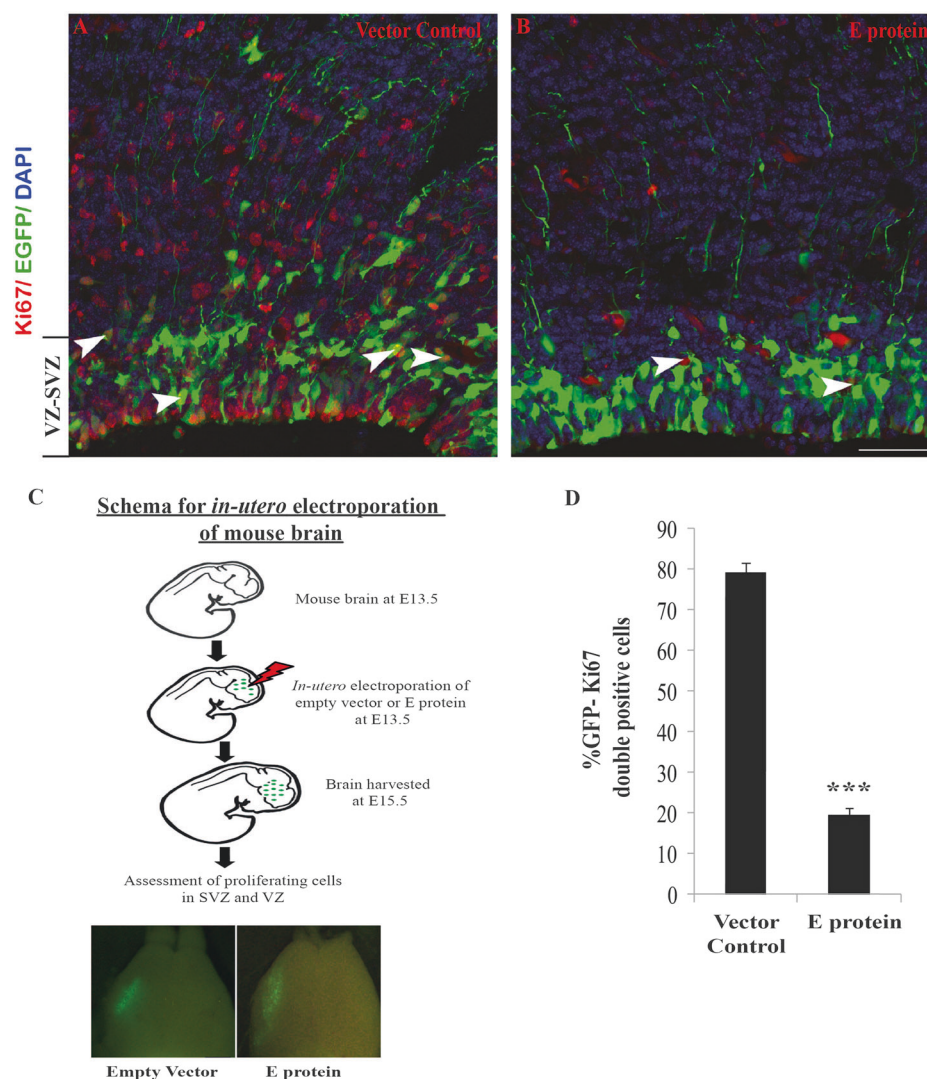 A
Vector Control
B
E protein
Ki67/ EGFP/ DAPI
VZ-SVZ
C
Schema for in-utero electroporation
of mouse brain
Mouse brain at E13.5
In-utero electroporation of
empty vector or E protein
at E13.5
Brain harvested
at E15.5
Assessment of proliferating cells
in SVZ and VZ
Empty Vector
E protein
D
%GFP- Ki67
double positive cells
90
80
70
60
50
40
30
20
10
0
***
Vector
Control
E protein